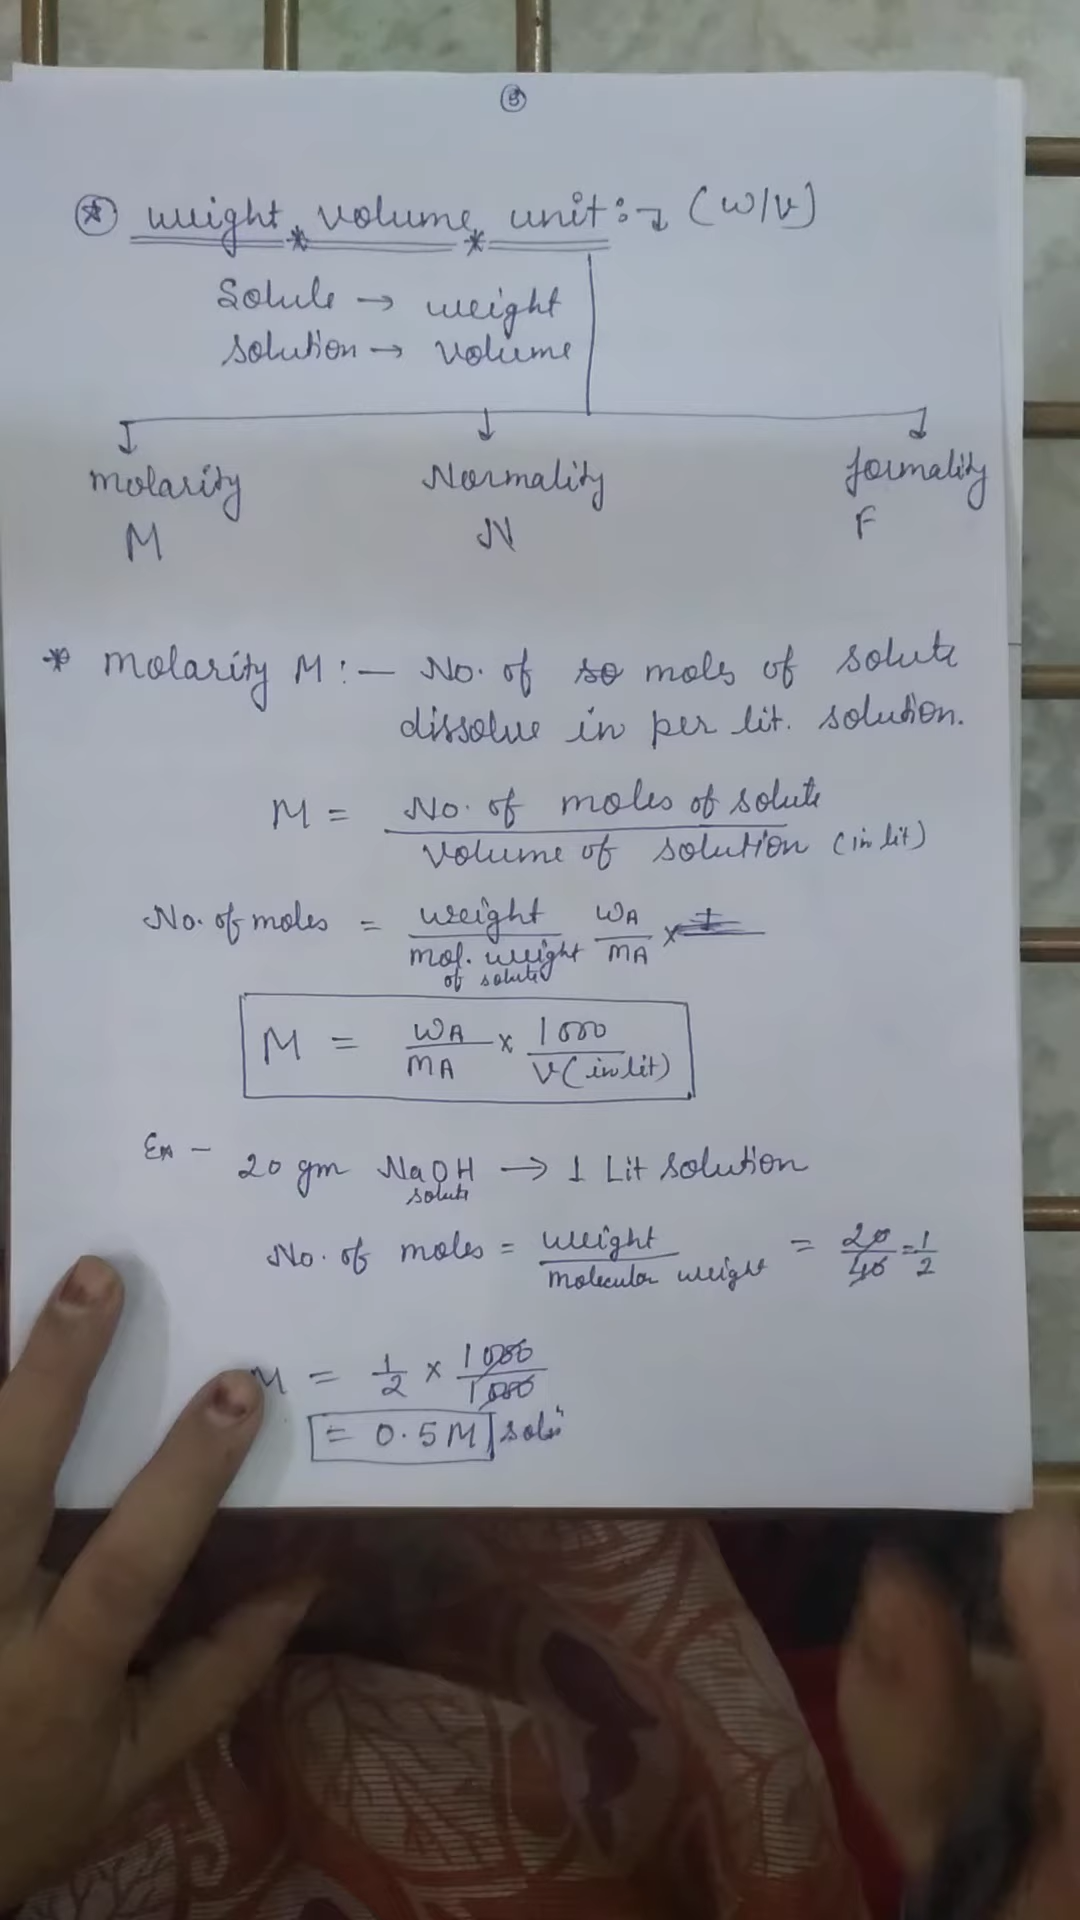 5
* weight volume unit :→ (w/v)
Solute → weight
Solution → volume
molarity Normality formality
M N F
* molarity M :— No. of so moles of solute
dissolve in per lit. solution.
M = No. of moles of solute
Volume of solution (in lit)
No. of moles = weight WA ×
mol. weight MA
of solute
M = WA × 1000
MA V (in lit)
Ex – 20 gm NaOH → 1 Lit solution
solute
No. of moles = weight = 20 = 1
molecular weight 40 2
M = 1 × 1000
2 1000
= 0.5 M solun